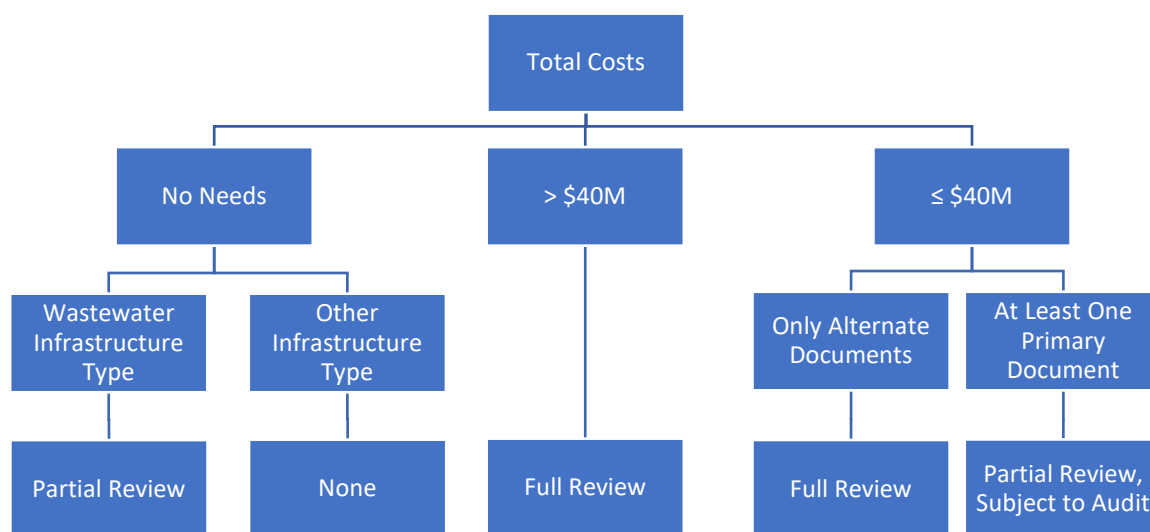 Total Costs
No Needs
> $40M
≤ $40M
Wastewater
Infrastructure
Type
Other
Infrastructure
Type
Only Alternate
Documents
At Least One
Primary
Document
Partial Review
None
Full Review
Full Review
Partial Review,
Subject to Audit